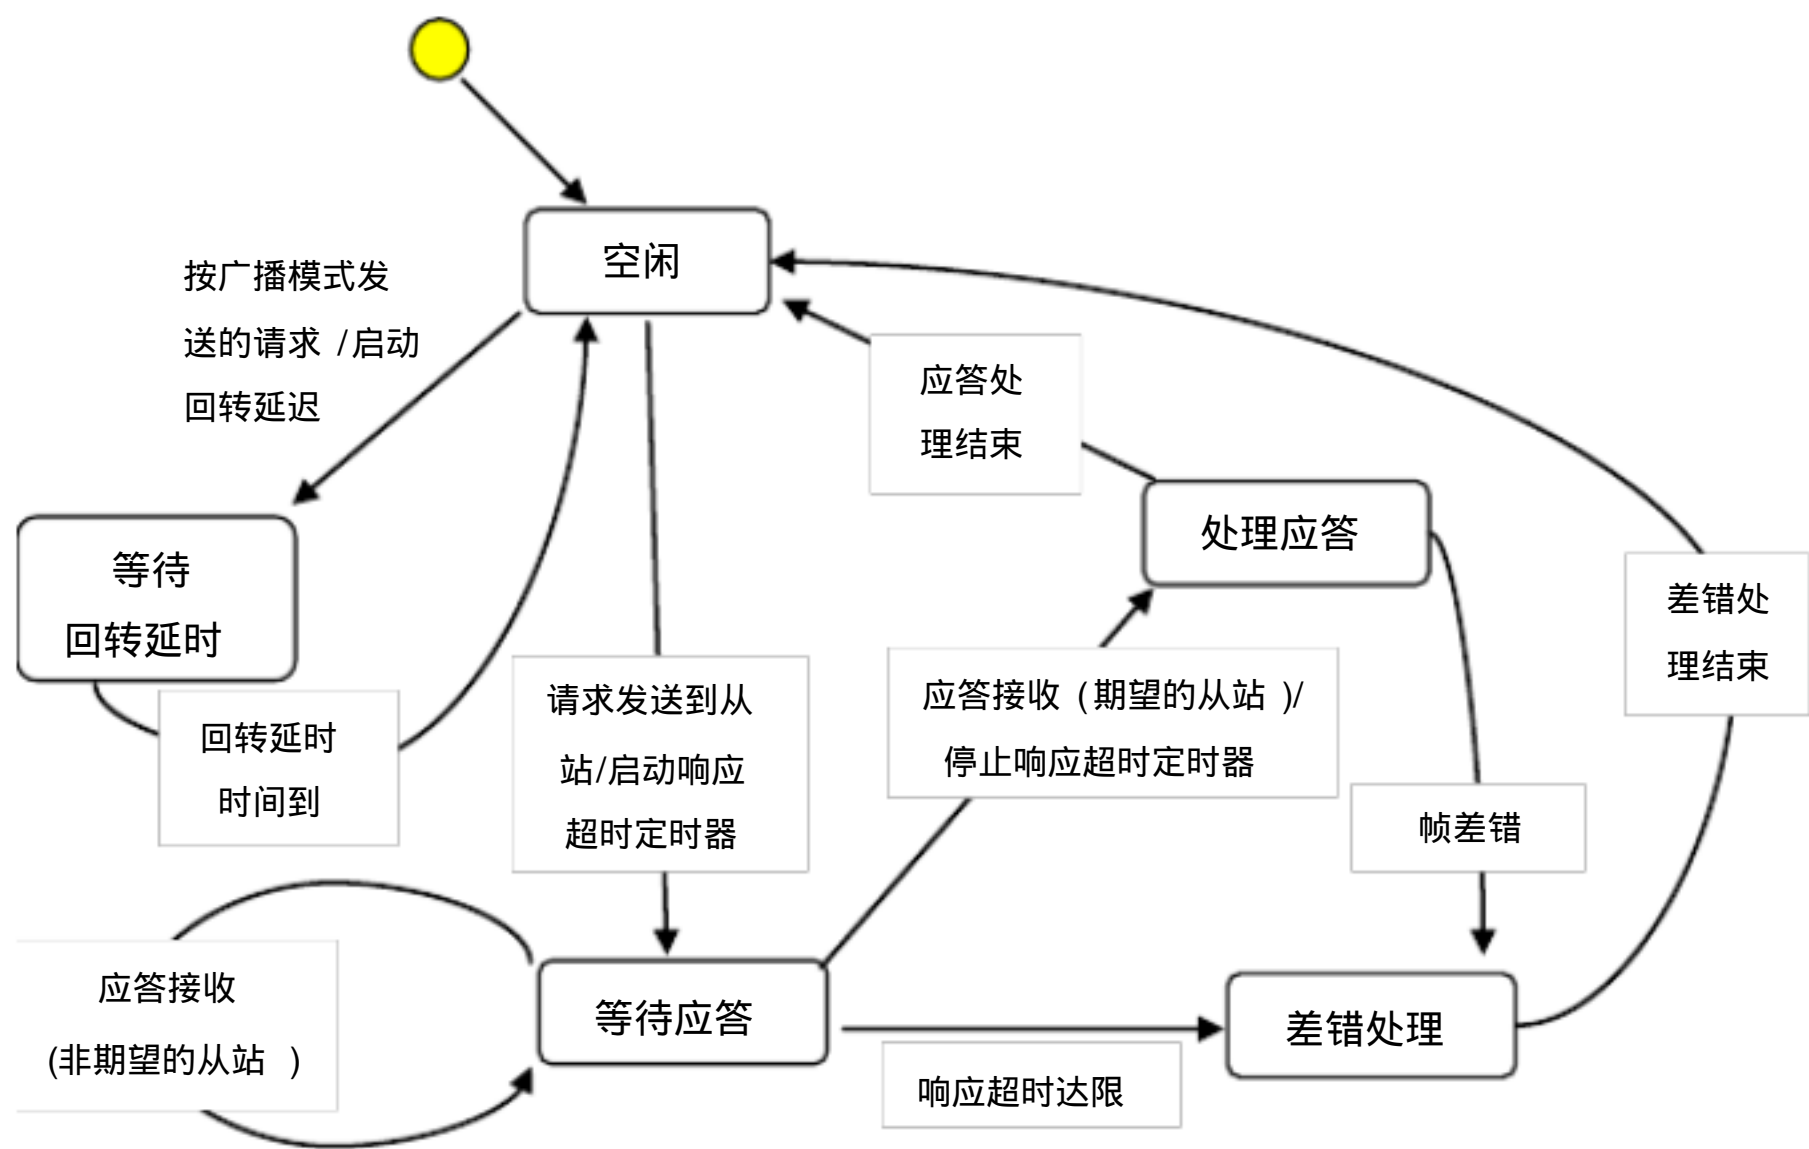 空闲
按广播模式发
送的请求 /启动
回转延迟
应答处
理结束
处理应答
等待
回转延时
差错处
理结束
请求发送到从
站/启动响应
超时定时器
应答接收 (期望的从站 )/
停止响应超时定时器
回转延时
时间到
帧差错
应答接收
(非期望的从站 )
等待应答
差错处理
响应超时达限